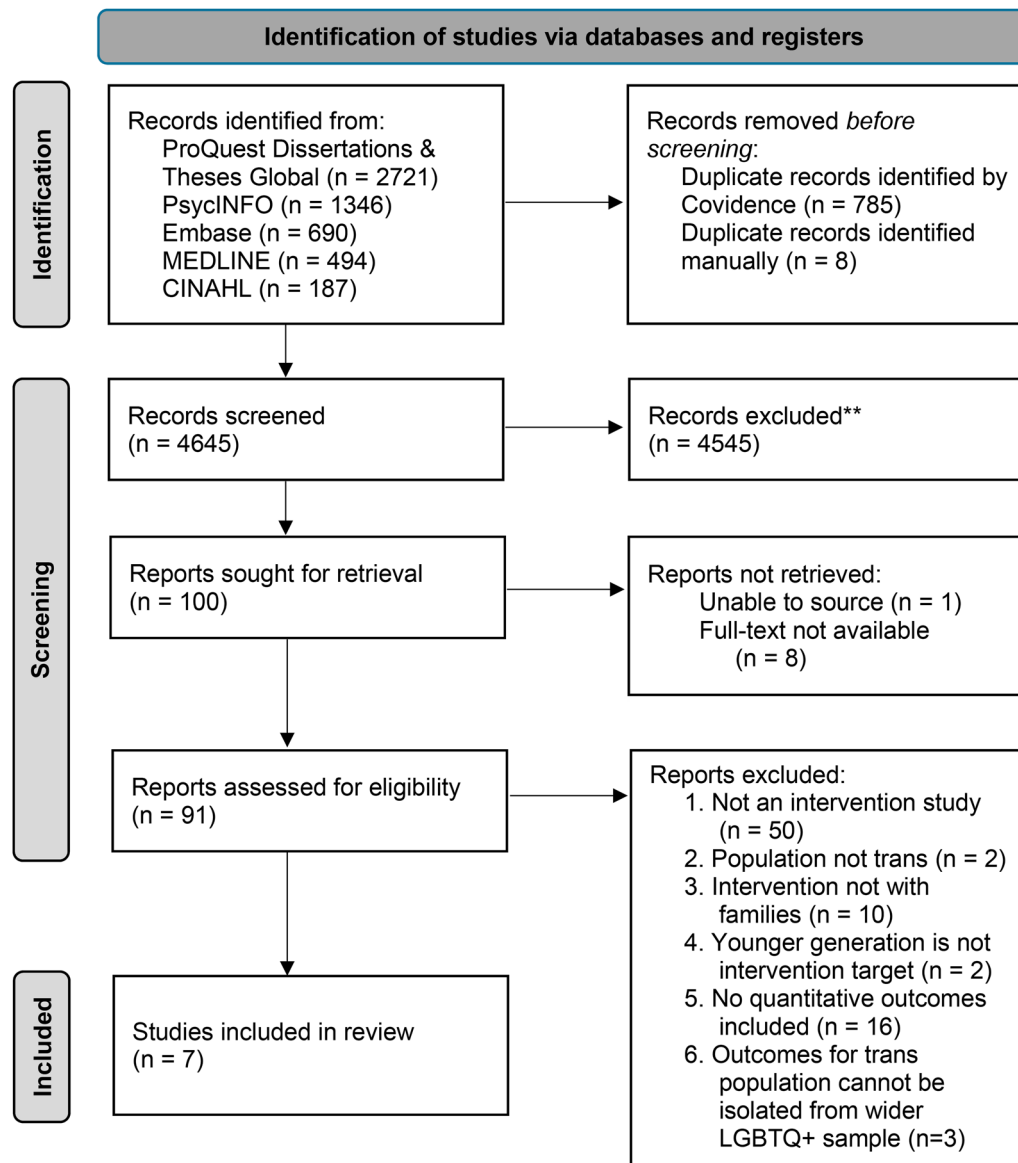 Identification of studies via databases and registers
Identification
Records identified from:
ProQuest Dissertations &
Theses Global (n = 2721)
PsycINFO (n = 1346)
Embase (n = 690)
MEDLINE (n = 494)
CINAHL (n = 187)
Records removed before
screening:
Duplicate records identified by
Covidence (n = 785)
Duplicate records identified
manually (n = 8)
Screening
Records screened
(n = 4645)
Records excluded**
(n = 4545)
Reports sought for retrieval
(n = 100)
Reports not retrieved:
Unable to source (n = 1)
Full-text not available
(n = 8)
Reports assessed for eligibility
(n = 91)
Reports excluded:
1. Not an intervention study
(n = 50)
2. Population not trans (n = 2)
3. Intervention not with
families (n = 10)
4. Younger generation is not
intervention target (n = 2)
5. No quantitative outcomes
included (n = 16)
6. Outcomes for trans
population cannot be
isolated from wider
LGBTQ+ sample (n=3)
Included
Studies included in review
(n = 7)